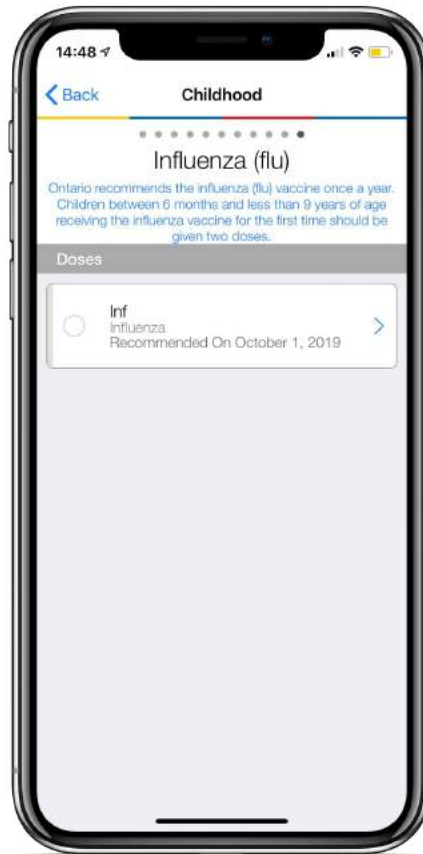 14:48
Back
Childhood
Influenza (flu)
Ontario recommends the influenza (flu) vaccine once a year.
Children between 6 months and less than 9 years of age
receiving the influenza vaccine for the first time should be
given two doses.
Doses
Inf
Influenza
Recommended On October 1, 2019